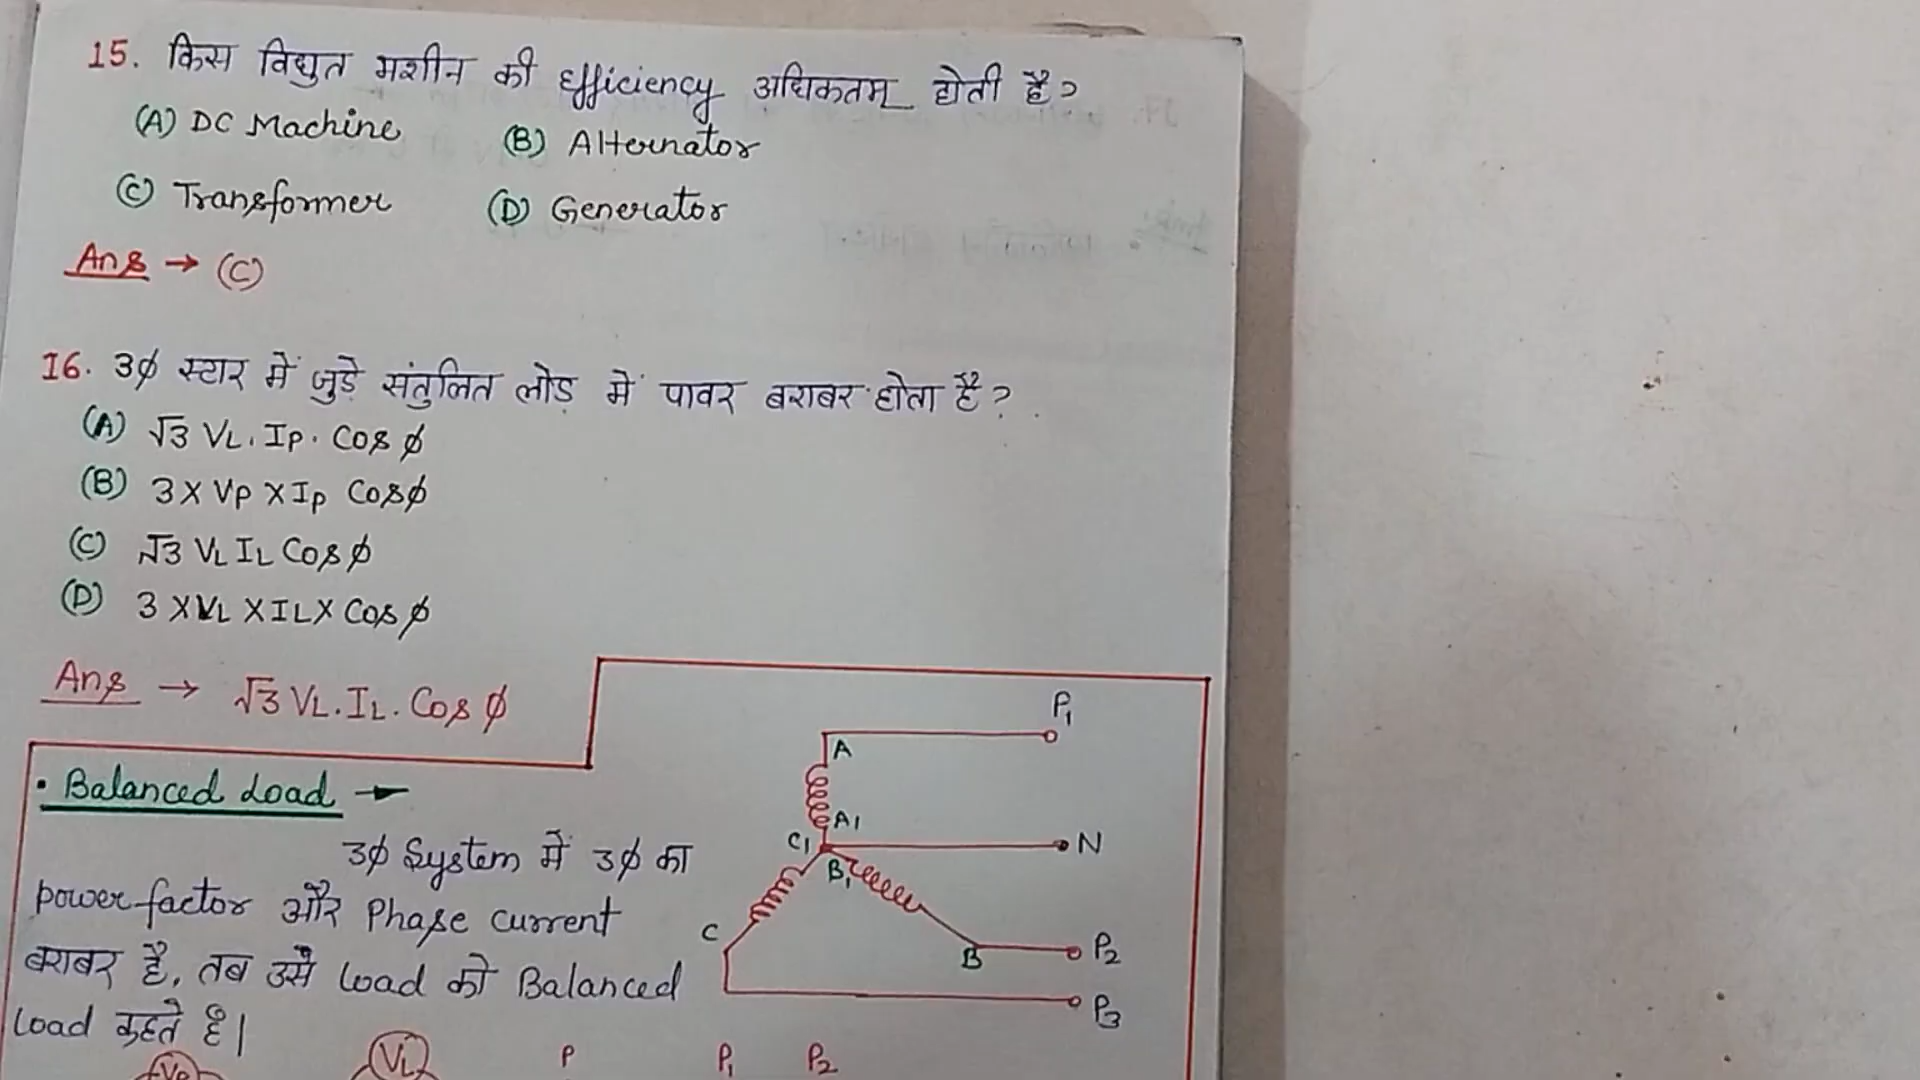 15. किस विद्युत मशीन की Efficiency अधिकतम् होती है?
(A) DC Machine (B) Alternator
(C) Transformer (D) Generator
Ans → (C)
16. 3ϕ स्टार में जुड़े संतुलित लोड में पावर बराबर होता है?
(A) √3 VL. IP. Cos ϕ
(B) 3 X VP X IP Cosϕ
(C) √3 VL IL Cos ϕ
(D) 3 X VL X IL X Cos ϕ
Ans → √3 VL. IL. Cos ϕ
• Balanced Load →
3ϕ System में 3ϕ का
power factor और Phase Current
बराबर है, तब उसे Load को Balanced
Load कहते है।
P1
A
A1
C1
N
B1
C
B
P2
P3
VP VL P P1 P2